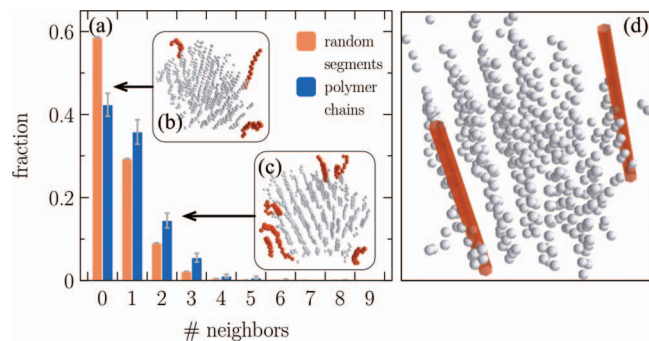 (a)
0.6
0.4
0.2
0
fraction
random
segments
polymer
chains
(b)
(c)
0 1 2 3 4 5 6 7 8 9
# neighbors
(d)